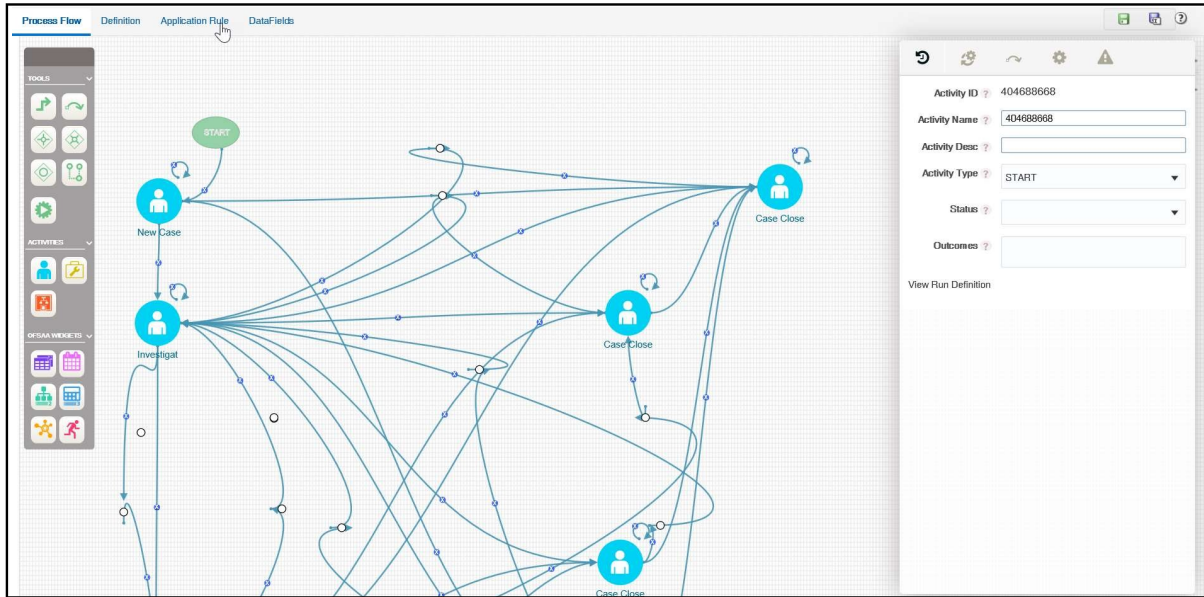 Process Flow
Definition
Application Rule
DataFields
TOOLS
ACTIVITIES
OFSAA WIDGETS
START
New Case
Investigat
Case Close
Case Close
Case Close
Activity ID ? 404688668
Activity Name ? 404688668
Activity Desc ?
Activity Type ? START
Status ?
Outcomes ?
View Run Definition